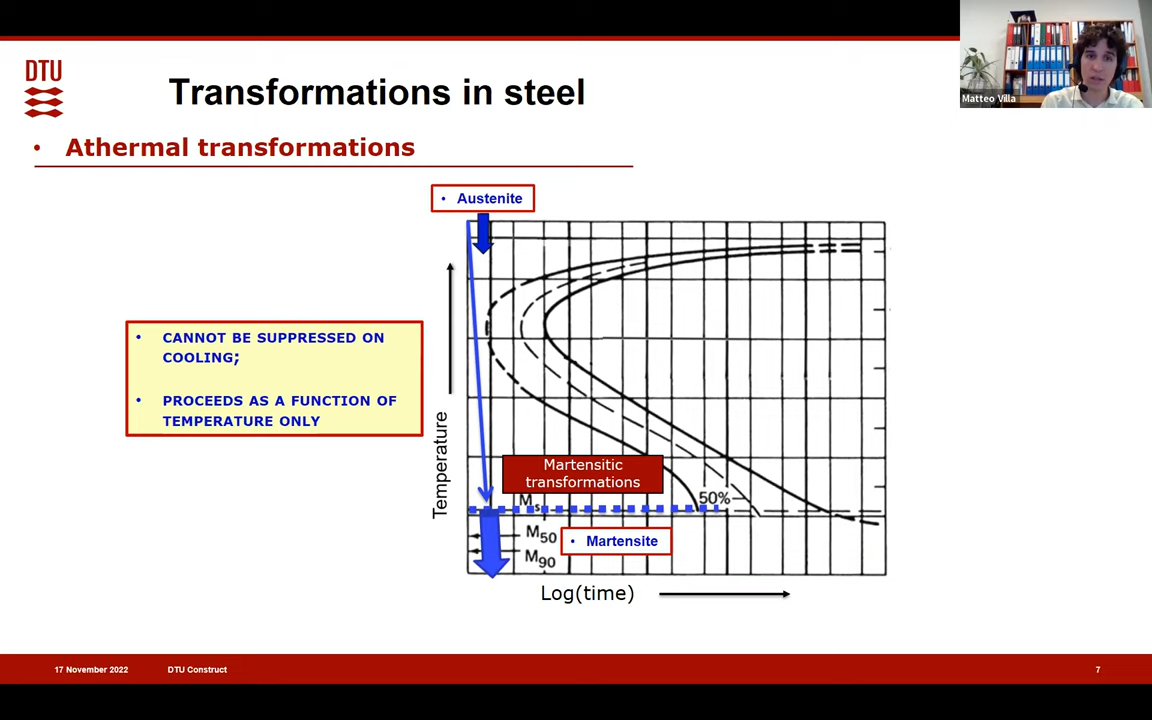 DTU
Transformations in steel
Matteo Villa
• Athermal transformations
• Austenite
• CANNOT BE SUPPRESSED ON
COOLING;
• PROCEEDS AS A FUNCTION OF
TEMPERATURE ONLY
Temperature
Martensitic
transformations
Ms
50%
M50
• Martensite
M90
Log(time)
17 November 2022
DTU Construct
7